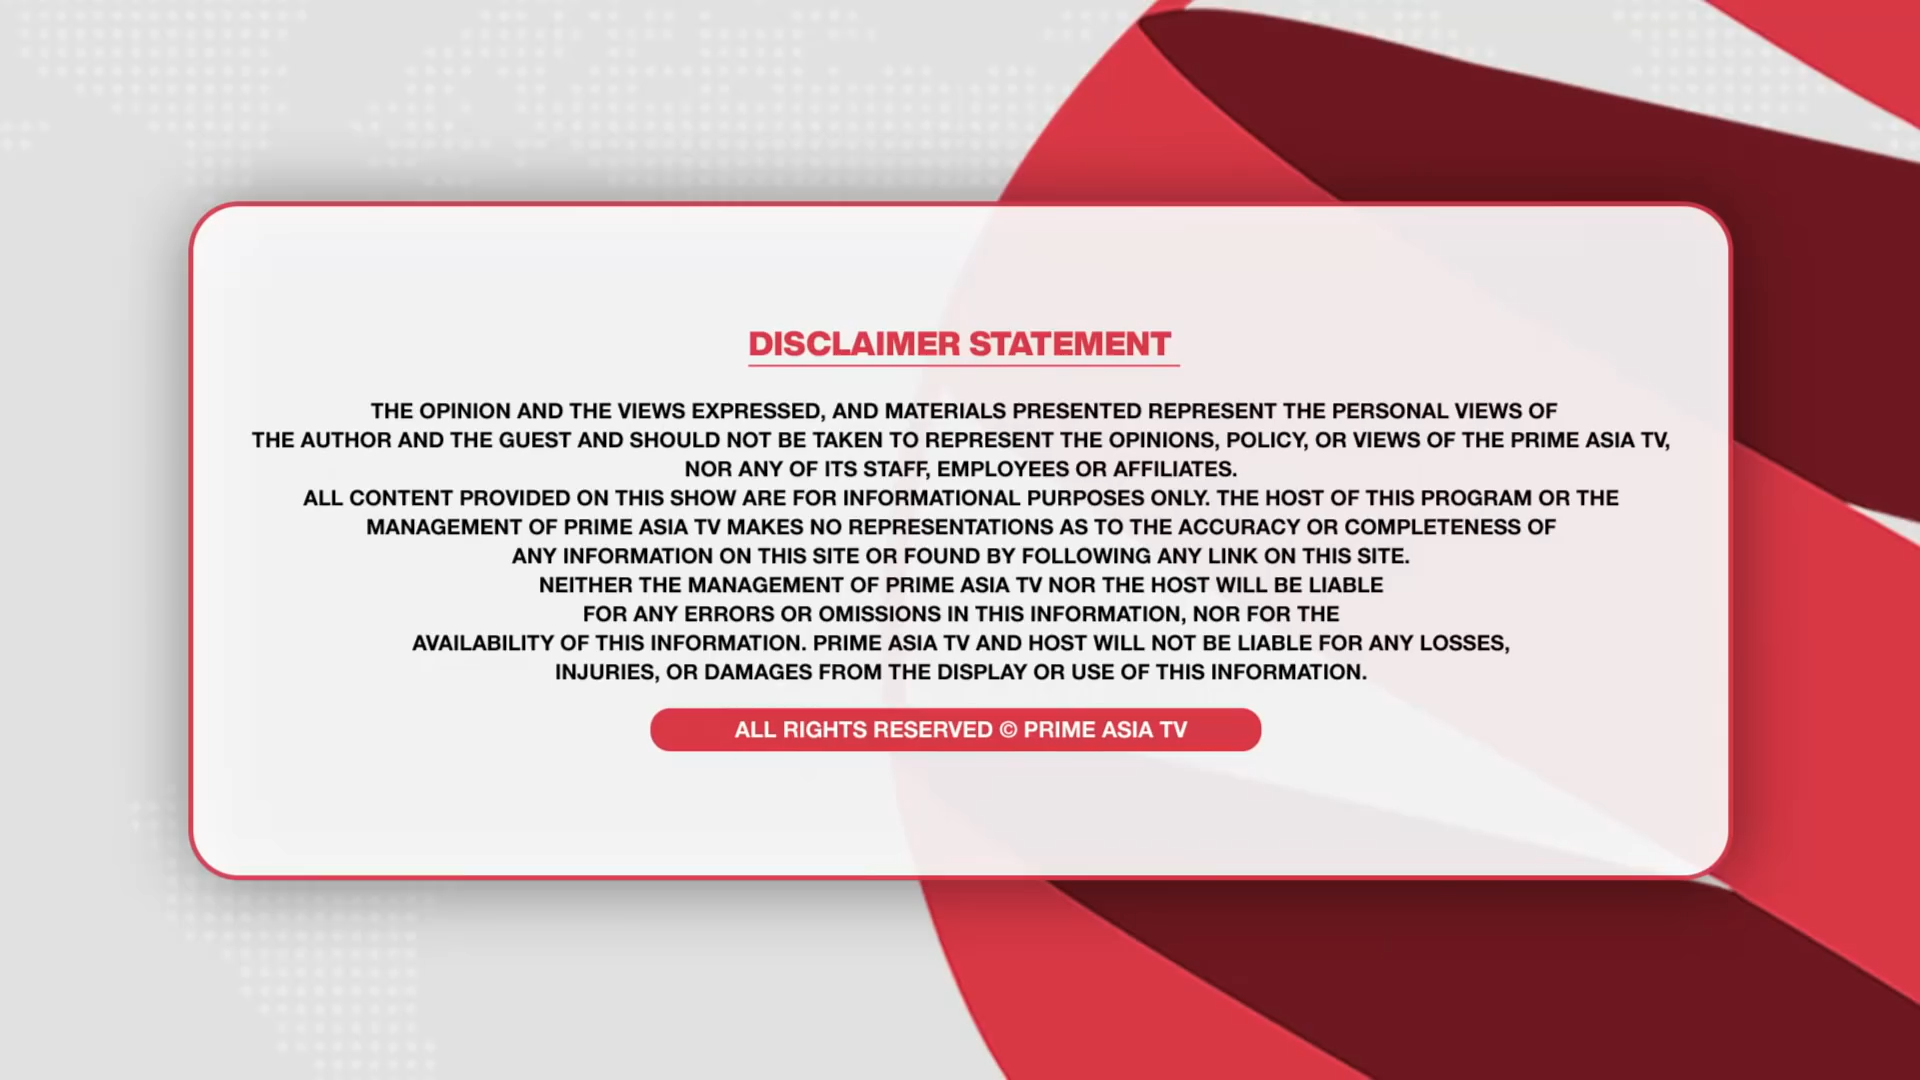 DISCLAIMER STATEMENT
THE OPINION AND THE VIEWS EXPRESSED, AND MATERIALS PRESENTED REPRESENT THE PERSONAL VIEWS OF
THE AUTHOR AND THE GUEST AND SHOULD NOT BE TAKEN TO REPRESENT THE OPINIONS, POLICY, OR VIEWS OF THE PRIME ASIA TV,
NOR ANY OF ITS STAFF, EMPLOYEES OR AFFILIATES.
ALL CONTENT PROVIDED ON THIS SHOW ARE FOR INFORMATIONAL PURPOSES ONLY. THE HOST OF THIS PROGRAM OR THE
MANAGEMENT OF PRIME ASIA TV MAKES NO REPRESENTATIONS AS TO THE ACCURACY OR COMPLETENESS OF
ANY INFORMATION ON THIS SITE OR FOUND BY FOLLOWING ANY LINK ON THIS SITE.
NEITHER THE MANAGEMENT OF PRIME ASIA TV NOR THE HOST WILL BE LIABLE
FOR ANY ERRORS OR OMISSIONS IN THIS INFORMATION, NOR FOR THE
AVAILABILITY OF THIS INFORMATION. PRIME ASIA TV AND HOST WILL NOT BE LIABLE FOR ANY LOSSES,
INJURIES, OR DAMAGES FROM THE DISPLAY OR USE OF THIS INFORMATION.
ALL RIGHTS RESERVED © PRIME ASIA TV